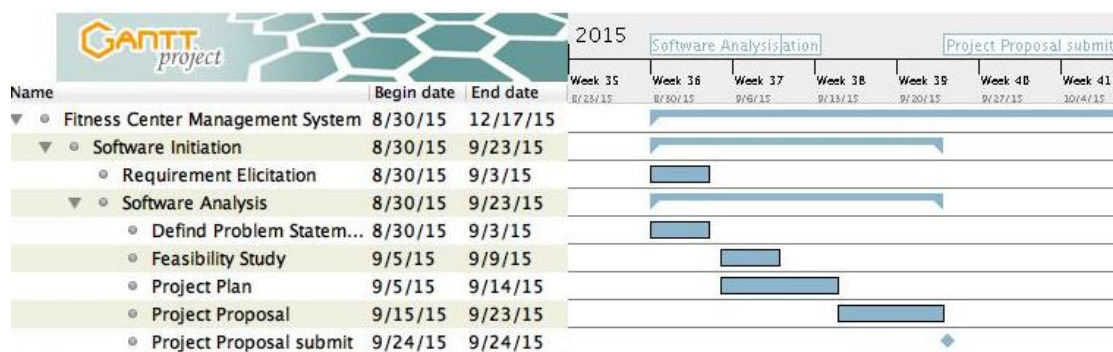 GANTT
project
2015
Software Analysis ation
Project Proposal submit
Week 35
Week 36
Week 37
Week 38
Week 39
Week 40
Week 41
8/23/15
8/30/15
9/6/15
9/13/15
9/20/15
9/27/15
10/4/15
Name Begin date End date
Fitness Center Management System 8/30/15 12/17/15
Software Initiation 8/30/15 9/23/15
Requirement Elicitation 8/30/15 9/3/15
Software Analysis 8/30/15 9/23/15
Defind Problem Statem... 8/30/15 9/3/15
Feasibility Study 9/5/15 9/9/15
Project Plan 9/5/15 9/14/15
Project Proposal 9/15/15 9/23/15
Project Proposal submit 9/24/15 9/24/15